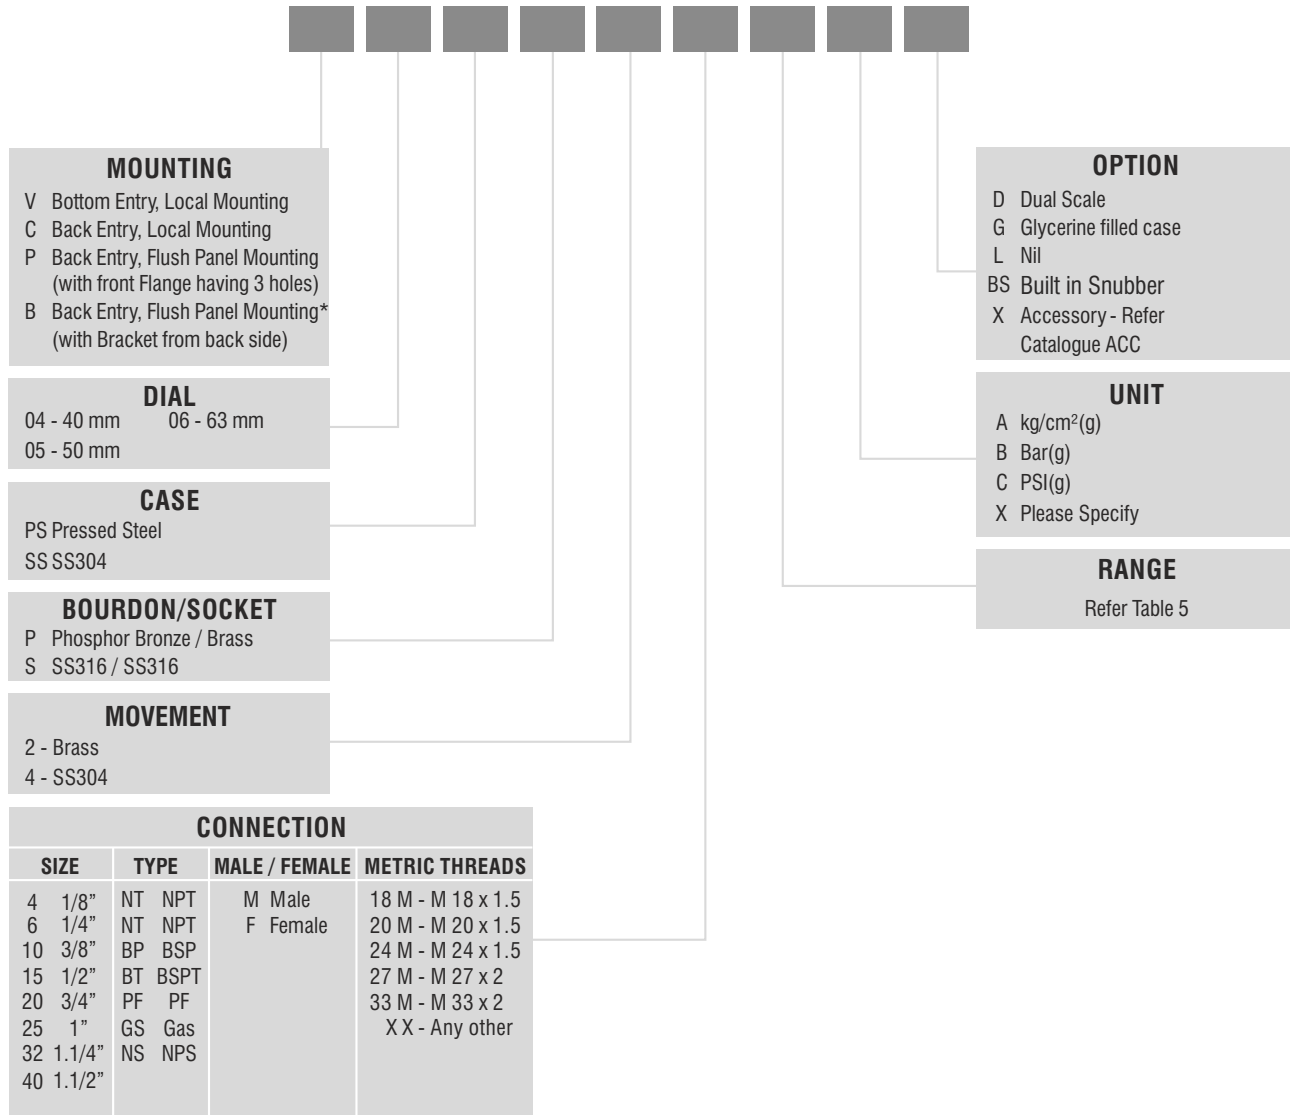 MOUNTING
V Bottom Entry, Local Mounting
C Back Entry, Local Mounting
P Back Entry, Flush Panel Mounting
(with front Flange having 3 holes)
B Back Entry, Flush Panel Mounting*
(with Bracket from back side)
DIAL
04 - 40 mm 06 - 63 mm
05 - 50 mm
CASE
PS Pressed Steel
SS SS304
BOURDON/SOCKET
P Phosphor Bronze / Brass
S SS316 / SS316
MOVEMENT
2 - Brass
4 - SS304
CONNECTION
SIZE TYPE MALE / FEMALE METRIC THREADS
4 1/8” NT NPT M Male 18 M - M 18 x 1.5
6 1/4” NT NPT F Female 20 M - M 20 x 1.5
10 3/8” BP BSP 24 M - M 24 x 1.5
15 1/2” BT BSPT 27 M - M 27 x 2
20 3/4” PF PF 33 M - M 33 x 2
25 1” GS Gas X X - Any other
32 1.1/4” NS NPS
40 1.1/2”
OPTION
D Dual Scale
G Glycerine filled case
L Nil
BS Built in Snubber
X Accessory - Refer
Catalogue ACC
UNIT
A kg/cm²(g)
B Bar(g)
C PSI(g)
X Please Specify
RANGE
Refer Table 5